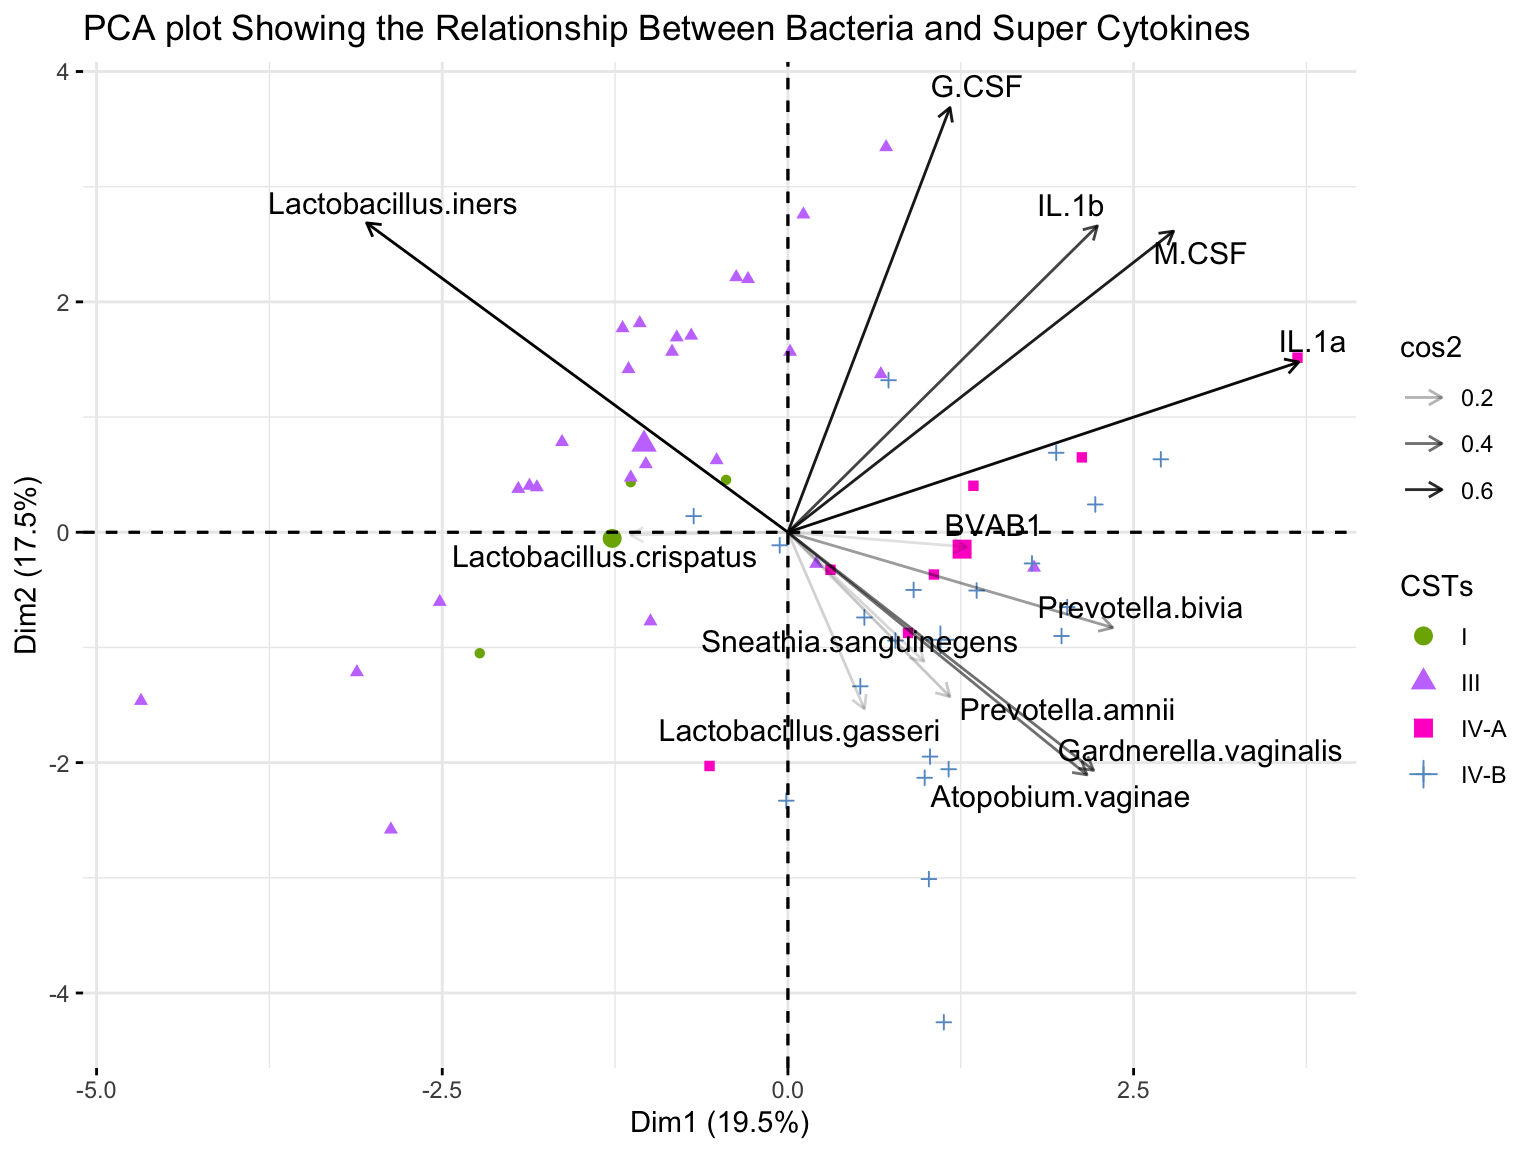 PCA plot Showing the Relationship Between Bacteria and Super Cytokines
4
2
0
-2
-4
Dim2 (17.5%)
G.CSF
Lactobacillus.iners
IL.1b
M.CSF
IL.1a
BVAB1
Lactobacillus.crispatus
Prevotella.bivia
Sneathia.sanguinegens
Prevotella.amnii
Lactobacillus.gasseri
Gardnerella.vaginalis
Atopobium.vaginae
-5.0
-2.5
0.0
2.5
Dim1 (19.5%)
cos2
0.2
0.4
0.6
CSTs
I
III
IV-A
IV-B